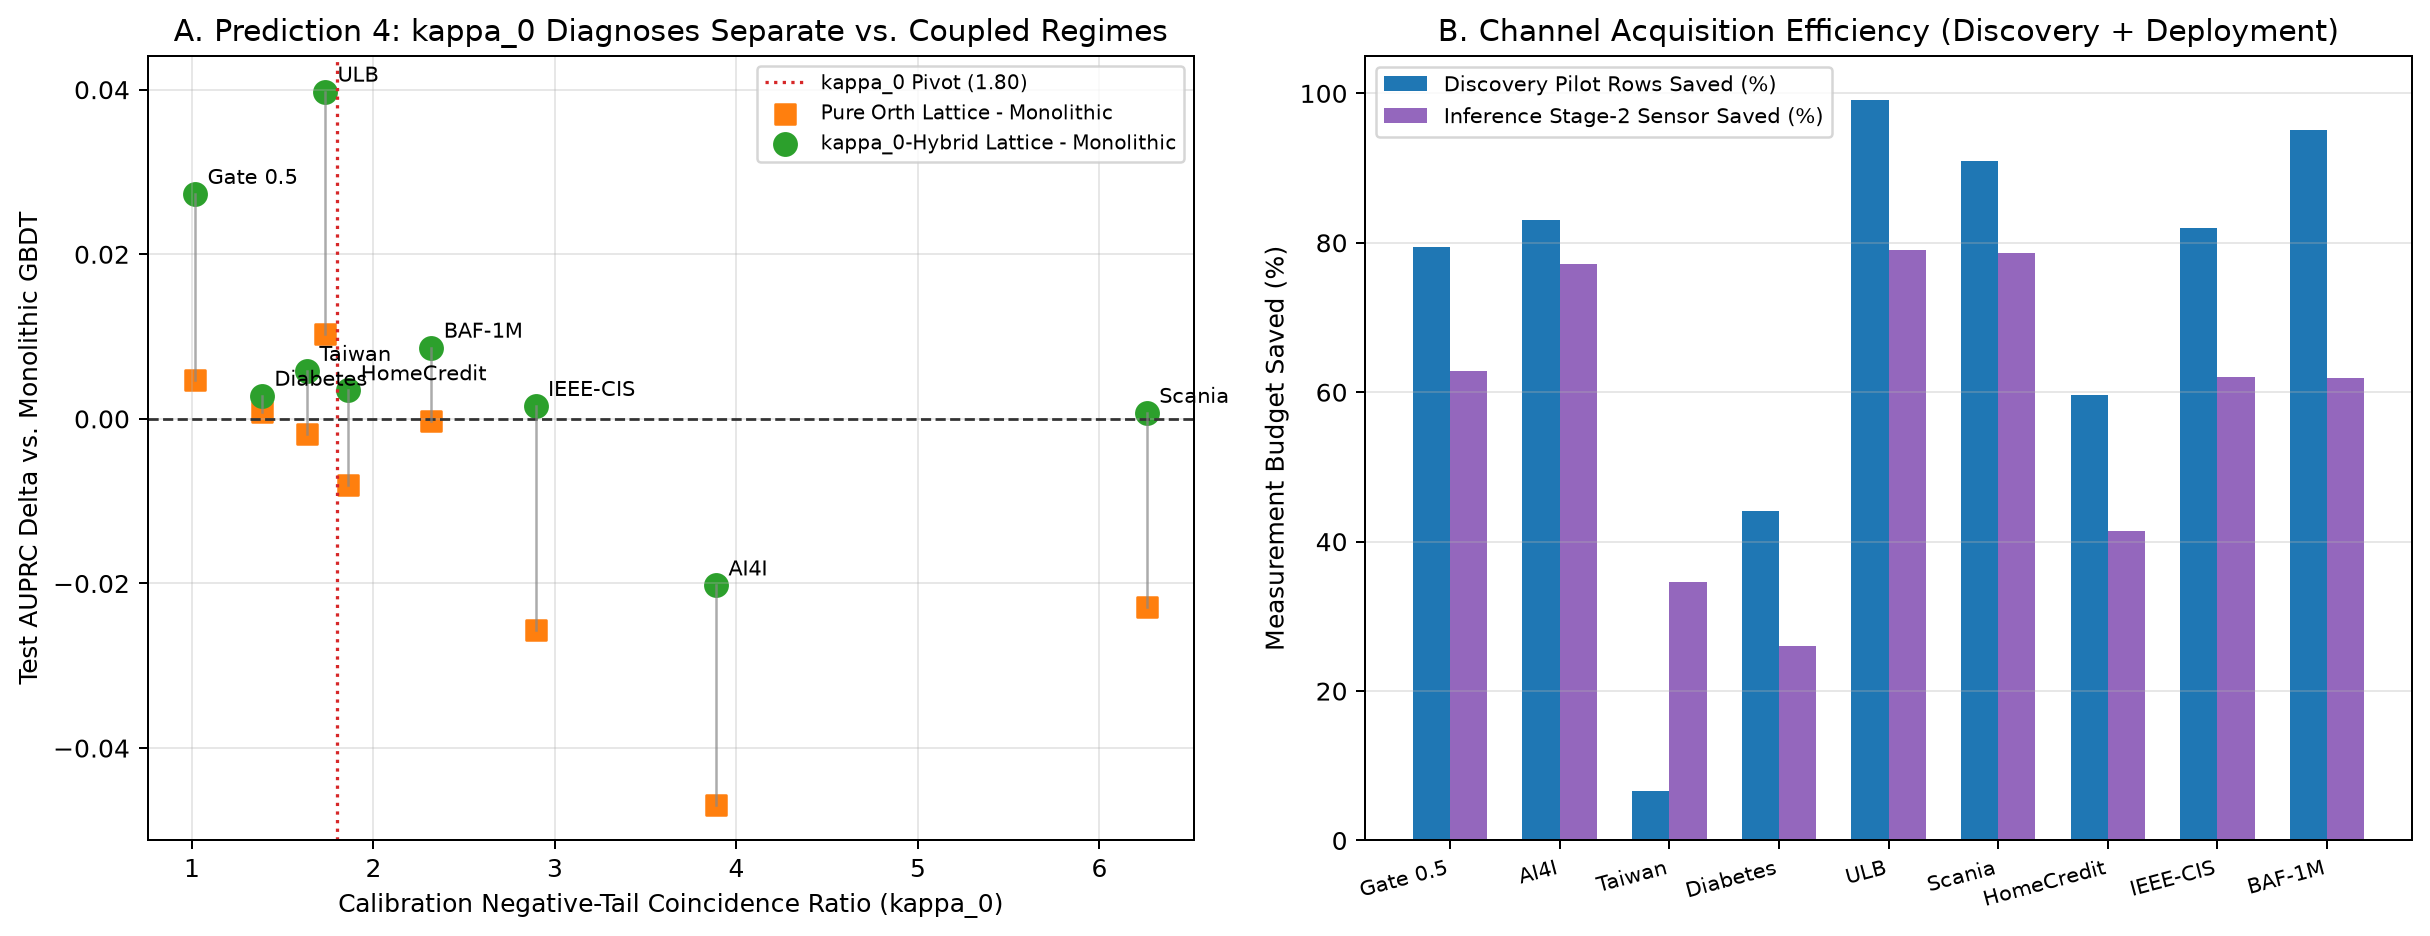 A. Prediction 4: kappa_0 Diagnoses Separate vs. Coupled Regimes
kappa_0 Pivot (1.80)
Pure Orth Lattice - Monolithic
kappa_0-Hybrid Lattice - Monolithic
ULB
Gate 0.5
BAF-1M
Taiwan
HomeCredit
Diabetes
IEEE-CIS
Scania
AI4I
0.04
0.02
0.00
−0.02
−0.04
Test AUPRC Delta vs. Monolithic GBDT
1 2 3 4 5 6
Calibration Negative-Tail Coincidence Ratio (kappa_0)
B. Channel Acquisition Efficiency (Discovery + Deployment)
Discovery Pilot Rows Saved (%)
Inference Stage-2 Sensor Saved (%)
100
80
60
40
20
0
Measurement Budget Saved (%)
Gate 0.5 AI4I Taiwan Diabetes ULB Scania HomeCredit IEEE-CIS BAF-1M